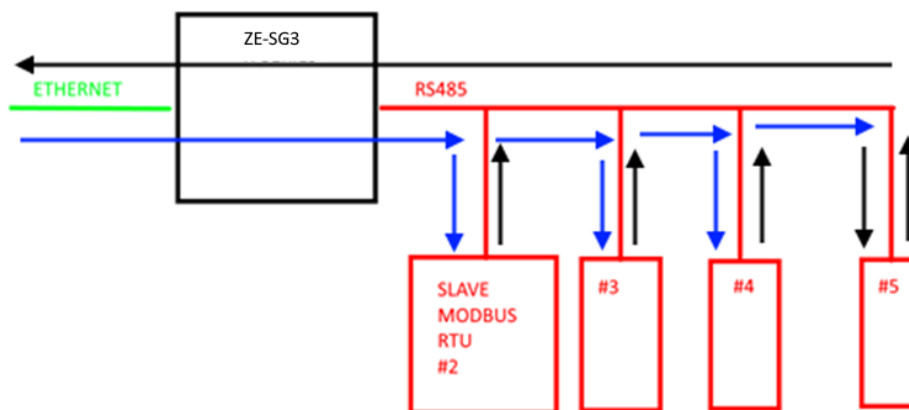 ZE-SG3
ETHERNET
RS485
SLAVE
MODBUS
RTU
#2
#3
#4
#5